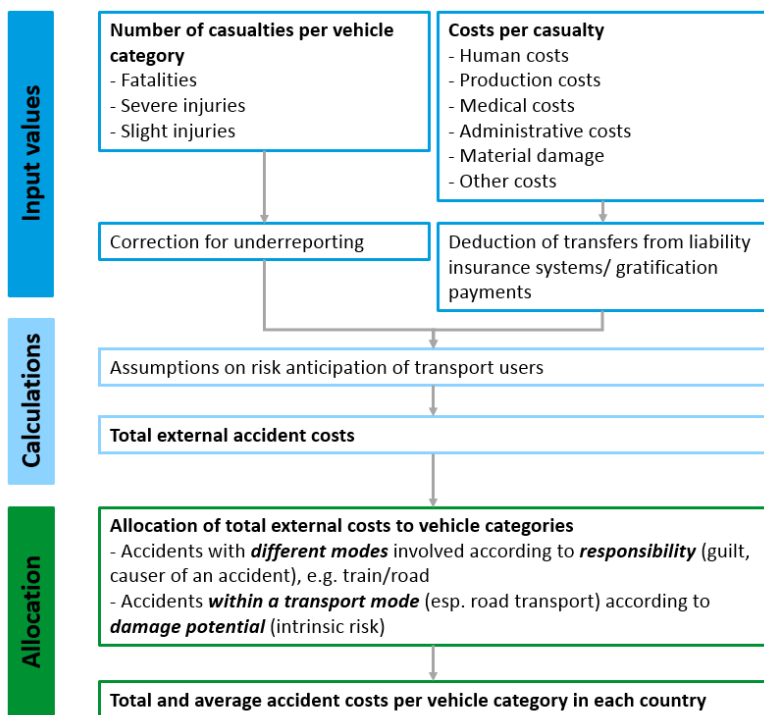 Input values
Number of casualties per vehicle
category
- Fatalities
- Severe injuries
- Slight injuries
Costs per casualty
- Human costs
- Production costs
- Medical costs
- Administrative costs
- Material damage
- Other costs
Correction for underreporting
Deduction of transfers from liability
insurance systems/ gratification
payments
Calculations
Assumptions on risk anticipation of transport users
Total external accident costs
Allocation
Allocation of total external costs to vehicle categories
- Accidents with different modes involved according to responsibility (guilt,
causer of an accident), e.g. train/road
- Accidents within a transport mode (esp. road transport) according to
damage potential (intrinsic risk)
Total and average accident costs per vehicle category in each country